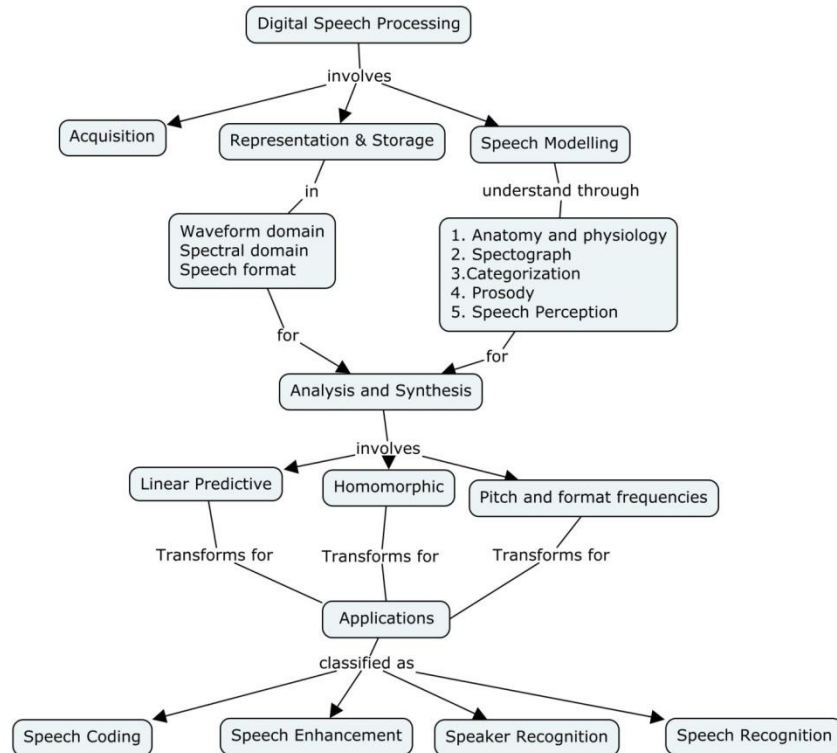 Digital Speech Processing
involves
Acquisition
Representation & Storage
Speech Modelling
in
understand through
Waveform domain
Spectral domain
Speech format
1. Anatomy and physiology
2. Spectograph
3.Categorization
4. Prosody
5. Speech Perception
for
for
Analysis and Synthesis
involves
Linear Predictive
Homomorphic
Pitch and format frequencies
Transforms for
Transforms for
Transforms for
Applications
classified as
Speech Coding
Speech Enhancement
Speaker Recognition
Speech Recognition